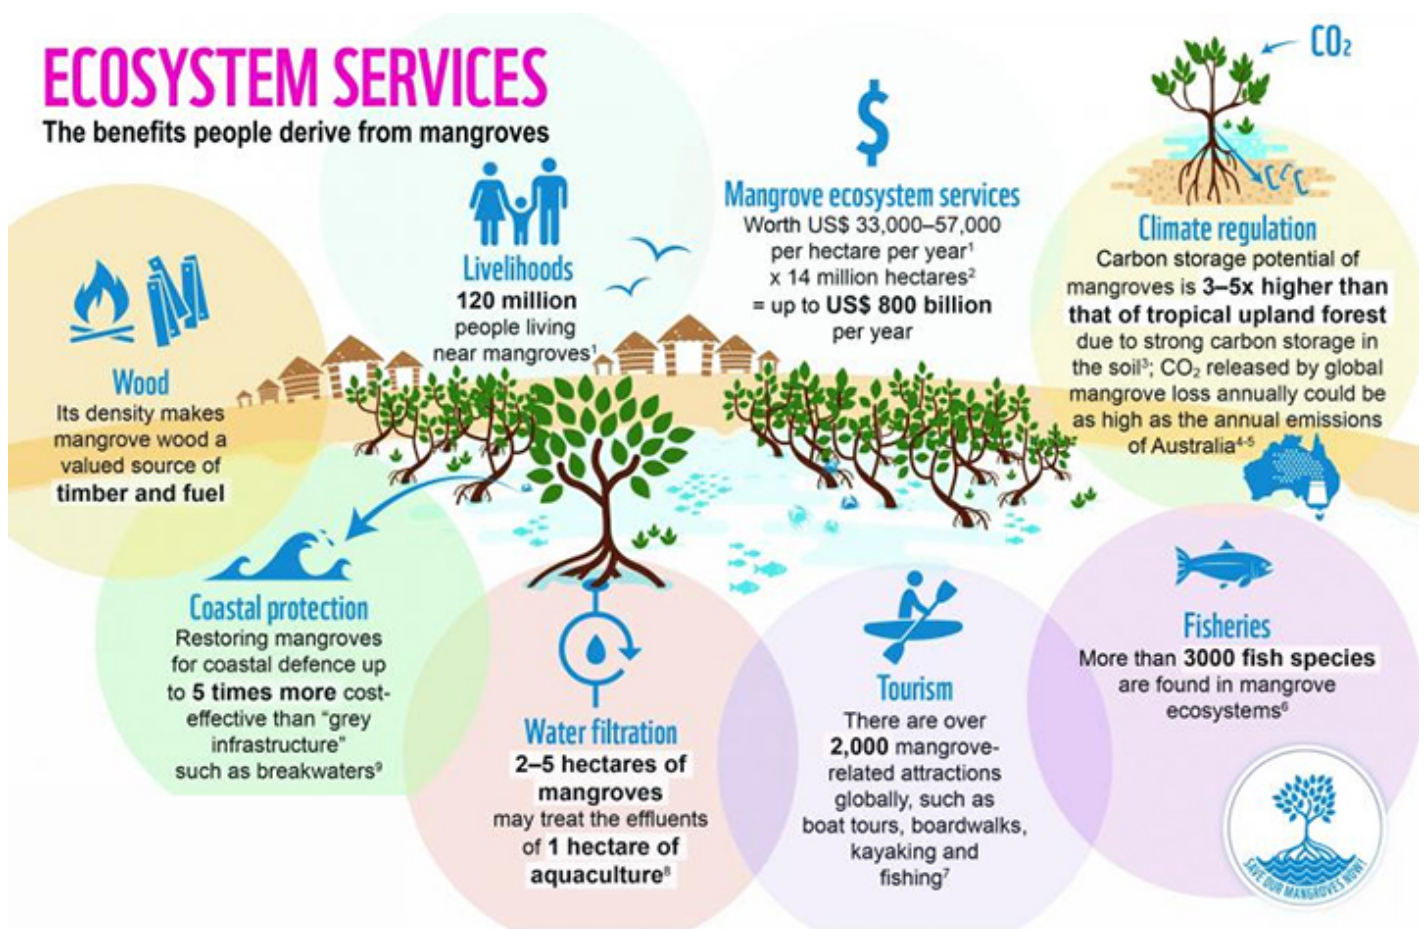 ECOSYSTEM SERVICES
The benefits people derive from mangroves
Wood
Its density makes
mangrove wood a
valued source of
timber and fuel
Livelihoods
120 million
people living
near mangroves¹
$
Mangrove ecosystem services
Worth US$ 33,000–57,000
per hectare per year¹
x 14 million hectares²
= up to US$ 800 billion
per year
CO₂
C C C
Climate regulation
Carbon storage potential of
mangroves is 3–5x higher than
that of tropical upland forest
due to strong carbon storage in
the soil³; CO₂ released by global
mangrove loss annually could be
as high as the annual emissions
of Australia⁴⁻⁵
Coastal protection
Restoring mangroves
for coastal defence up
to 5 times more cost-
effective than “grey
infrastructure”
such as breakwaters⁹
Water filtration
2–5 hectares of
mangroves
may treat the effluents
of 1 hectare of
aquaculture⁸
Tourism
There are over
2,000 mangrove-
related attractions
globally, such as
boat tours, boardwalks,
kayaking and
fishing⁷
Fisheries
More than 3000 fish species
are found in mangrove
ecosystems⁶
SAVE OUR MANGROVES NOW!